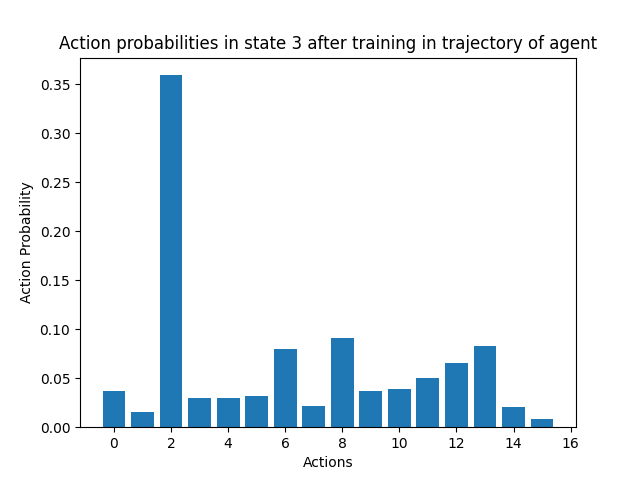 Action probabilities in state 3 after training in trajectory of agent
0.35
0.30
0.25
0.20
0.15
0.10
0.05
0.00
Action Probability
0 2 4 6 8 10 12 14 16
Actions